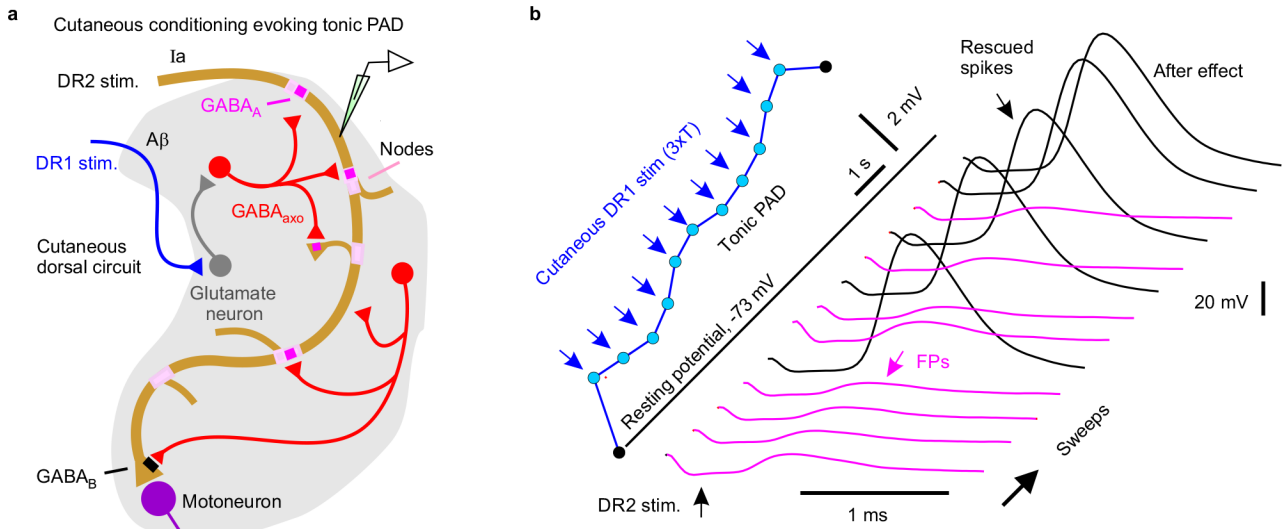 a
Cutaneous conditioning evoking tonic PAD
Ia
DR2 stim.
GABAA
Aβ
DR1 stim.
Nodes
GABAaxo
Cutaneous
dorsal circuit
Glutamate
neuron
GABAB
Motoneuron
b
Cutaneous DR1 stim (3xT)
Tonic PAD
2 mV
1 s
Resting potential, -73 mV
Rescued
spikes
After effect
20 mV
FPs
Sweeps
DR2 stim.
1 ms